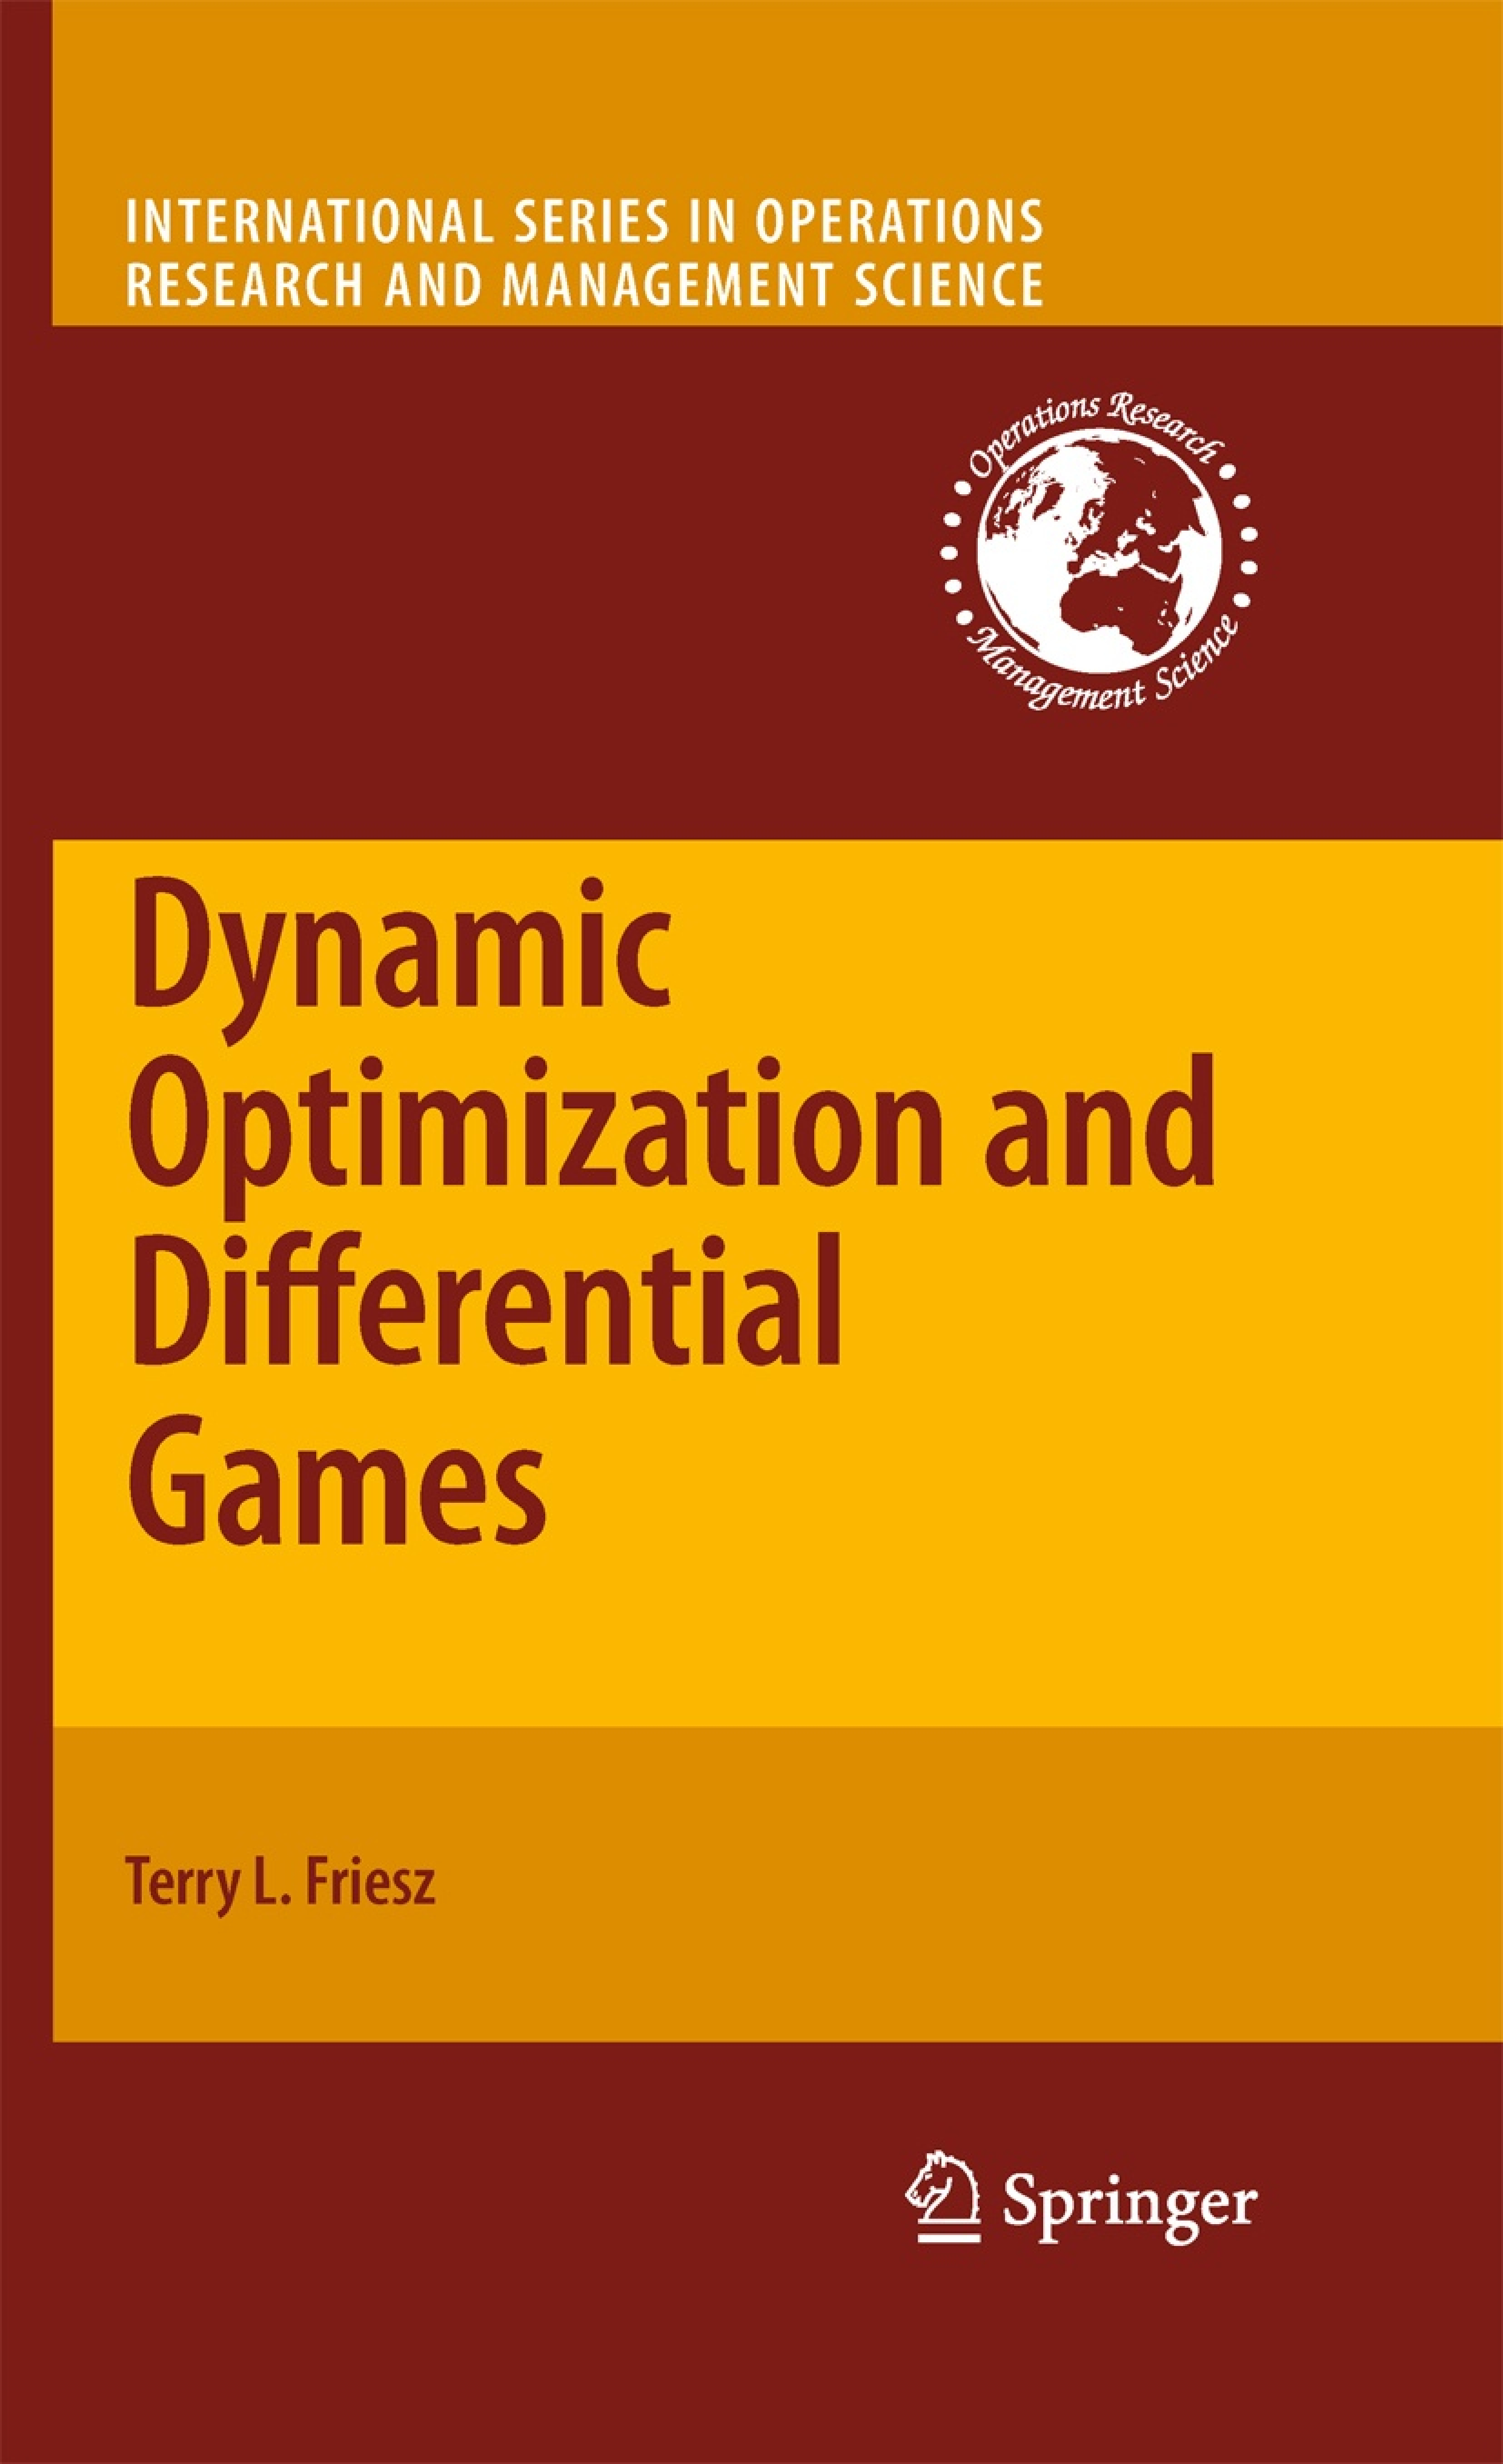 INTERNATIONAL SERIES IN OPERATIONS
RESEARCH AND MANAGEMENT SCIENCE
Operations Research
Management Science
Dynamic
Optimization and
Differential
Games
Terry L. Friesz
Springer